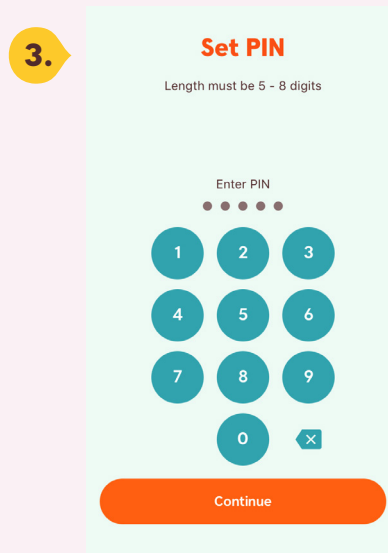 3.
Set PIN
Length must be 5 - 8 digits
Enter PIN
1 2 3
4 5 6
7 8 9
0
Continue